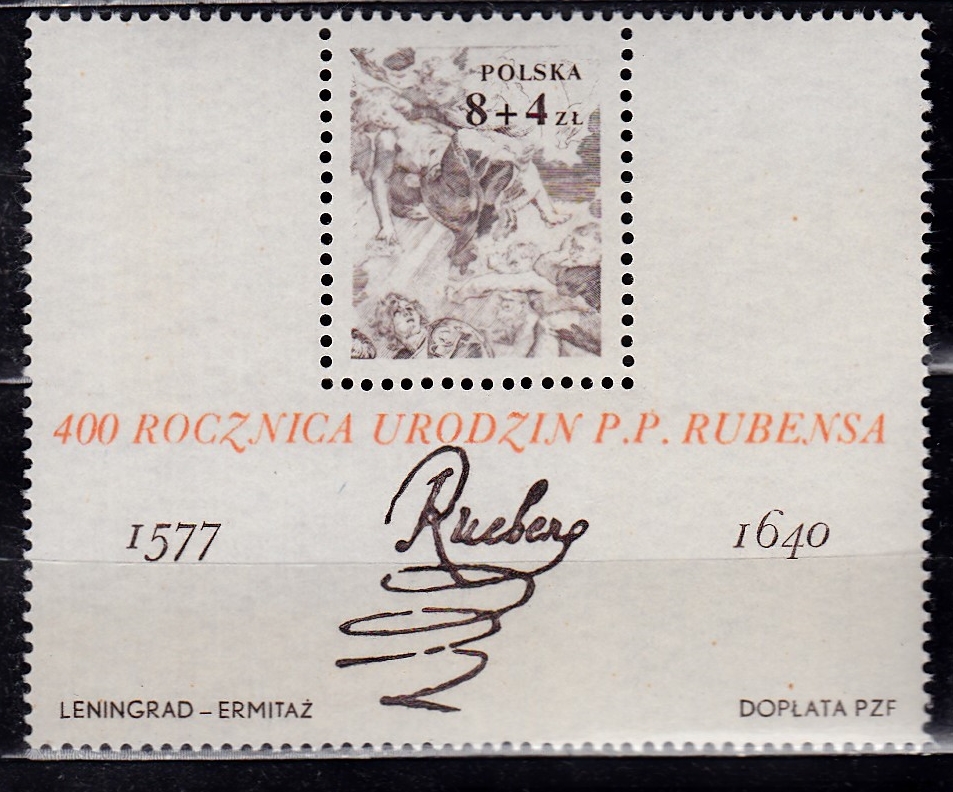 POLSKA
8+4 ZŁ
400 ROCZNICA URODZIN P.P. RUBENSA
1577
1640
LENINGRAD – ERMITAŻ
DOPŁATA PZF